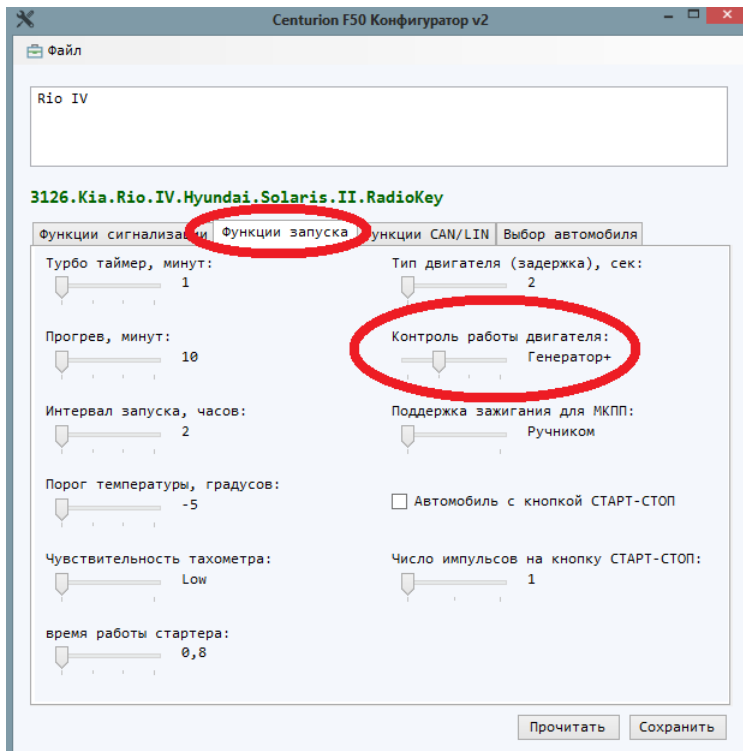 Centurion F50 Конфигуратор v2
Файл
Rio IV
3126.Kia.Rio.IV.Hyundai.Solaris.II.RadioKey
Функции сигнализации Функции запуска Функции CAN/LIN Выбор автомобиля
Турбо таймер, минут:
1
Прогрев, минут:
10
Интервал запуска, часов:
2
Порог температуры, градусов:
-5
Чувствительность тахометра:
Low
время работы стартера:
0,8
Тип двигателя (задержка), сек:
2
Контроль работы двигателя:
Генератор+
Поддержка зажигания для МКПП:
Ручником
Автомобиль с кнопкой СТАРТ-СТОП
Число импульсов на кнопку СТАРТ-СТОП:
1
Прочитать Сохранить